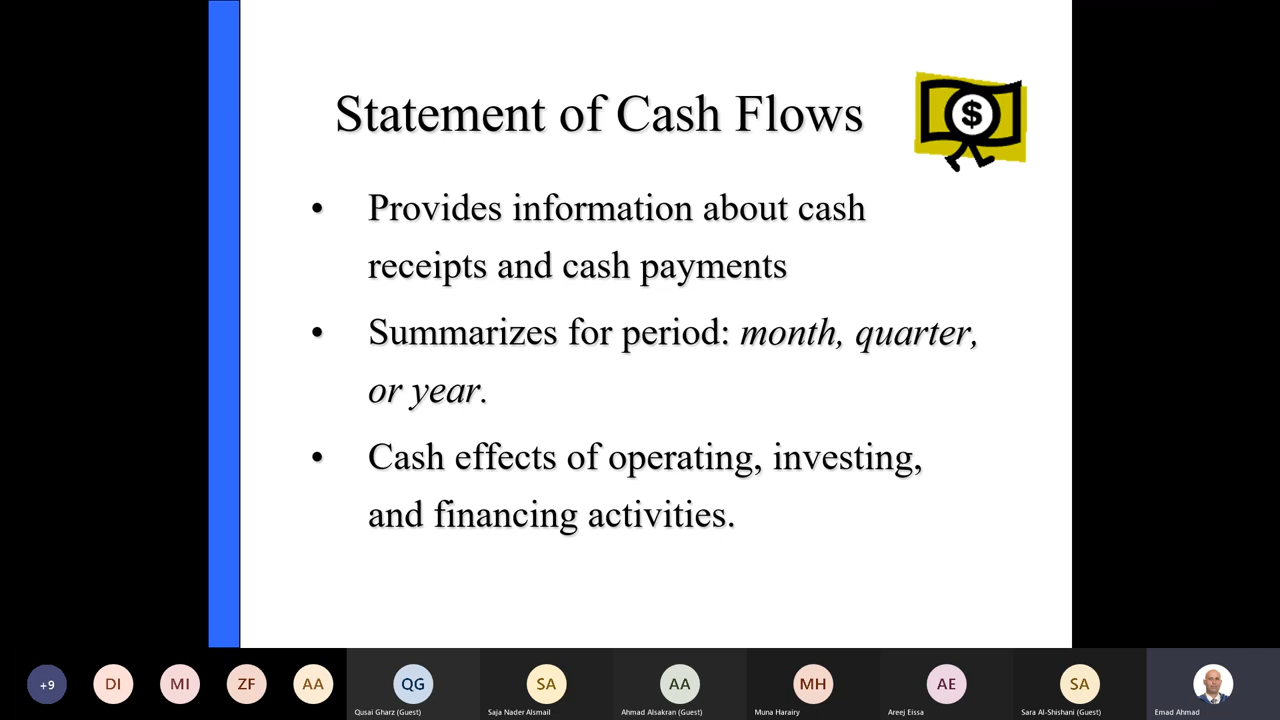 Statement of Cash Flows
$
• Provides information about cash
receipts and cash payments
• Summarizes for period: month, quarter,
or year.
• Cash effects of operating, investing,
and financing activities.
+9
DI
MI
ZF
AA
QG
SA
AA
MH
AE
SA
Qusai Gharz (Guest)
Saja Nader Alsmail
Ahmad Alsakran (Guest)
Muna Harairy
Areej Eissa
Sara Al-Shishani (Guest)
Emad Ahmad